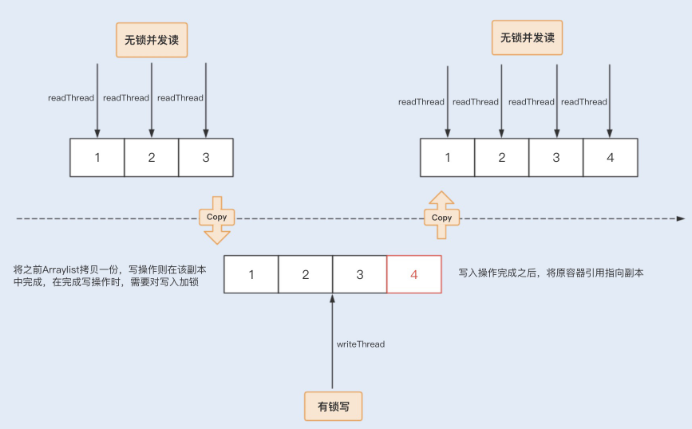 无锁并发读
无锁并发读
readThread
readThread
readThread
readThread
readThread
readThread
readThread
1
2
3
1
2
3
4
Copy
Copy
将之前Arraylist拷贝一份，写操作则在该副本
中完成，在完成写操作时，需要对写入加锁
1
2
3
4
写入操作完成之后，将原容器引用指向副本
writeThread
有锁写